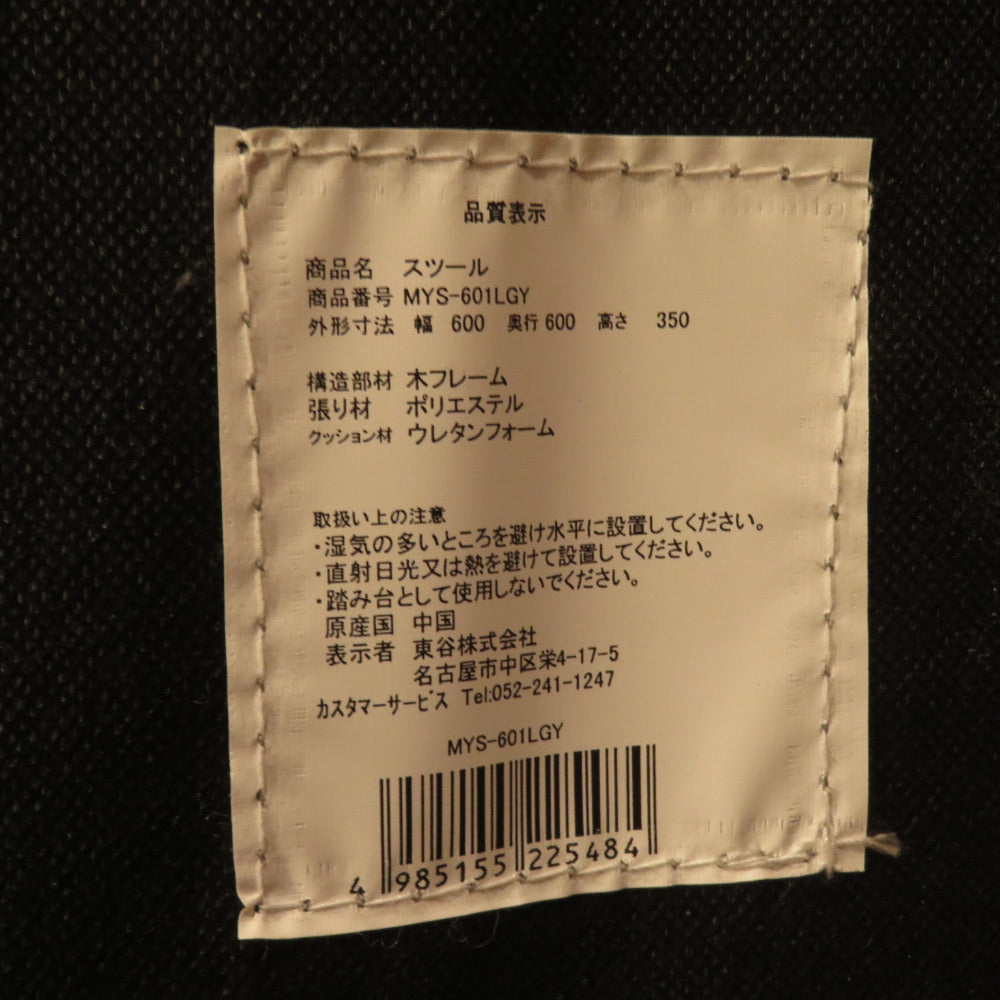 品質表示
商品名 スツール
商品番号 MYS-601LGY
外形寸法 幅 600 奥行 600 高さ 350
構造部材 木フレーム
張り材 ポリエステル
クッション材 ウレタンフォーム
取扱い上の注意
・湿気の多いところを避け水平に設置してください。
・直射日光又は熱を避けて設置してください。
・踏み台として使用しないでください。
原産国 中国
表示者 東谷株式会社
名古屋市中区栄4-17-5
カスタマーサービス Tel:052-241-1247
MYS-601LGY
4 985155 225484